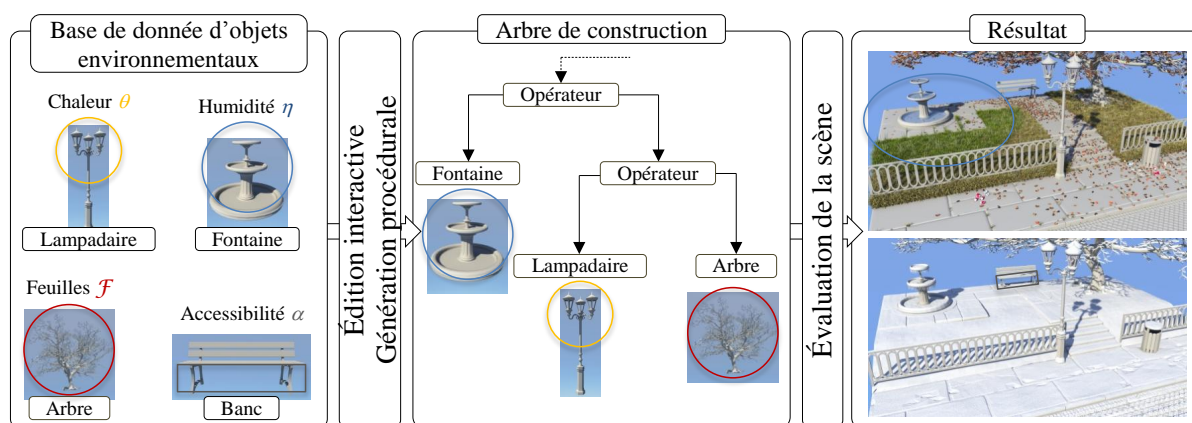 Base de donnée d'objets
environnementaux
Chaleur θ
Humidité η
Lampadaire
Fontaine
Feuilles ℱ
Accessibilité α
Arbre
Banc
Édition interactive
Génération procédurale
Arbre de construction
Opérateur
Fontaine
Opérateur
Lampadaire
Arbre
Évaluation de la scène
Résultat